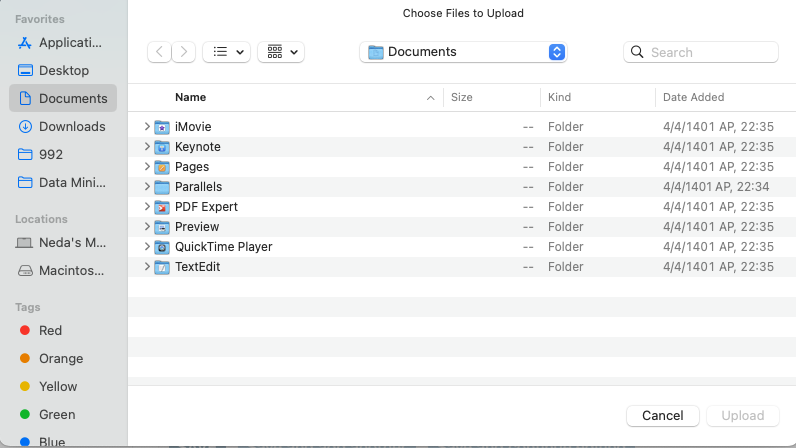 Choose Files to Upload
Favorites
Applicati...
Desktop
Documents
Downloads
992
Data Mini...
Locations
Neda's M...
Macintos...
Tags
Red
Orange
Yellow
Green
Blue
Documents
Search
Name Size Kind Date Added
iMovie -- Folder 4/4/1401 AP, 22:35
Keynote -- Folder 4/4/1401 AP, 22:35
Pages -- Folder 4/4/1401 AP, 22:35
Parallels -- Folder 4/4/1401 AP, 22:34
PDF Expert -- Folder 4/4/1401 AP, 22:35
Preview -- Folder 4/4/1401 AP, 22:35
QuickTime Player -- Folder 4/4/1401 AP, 22:35
TextEdit -- Folder 4/4/1401 AP, 22:35
Cancel Upload